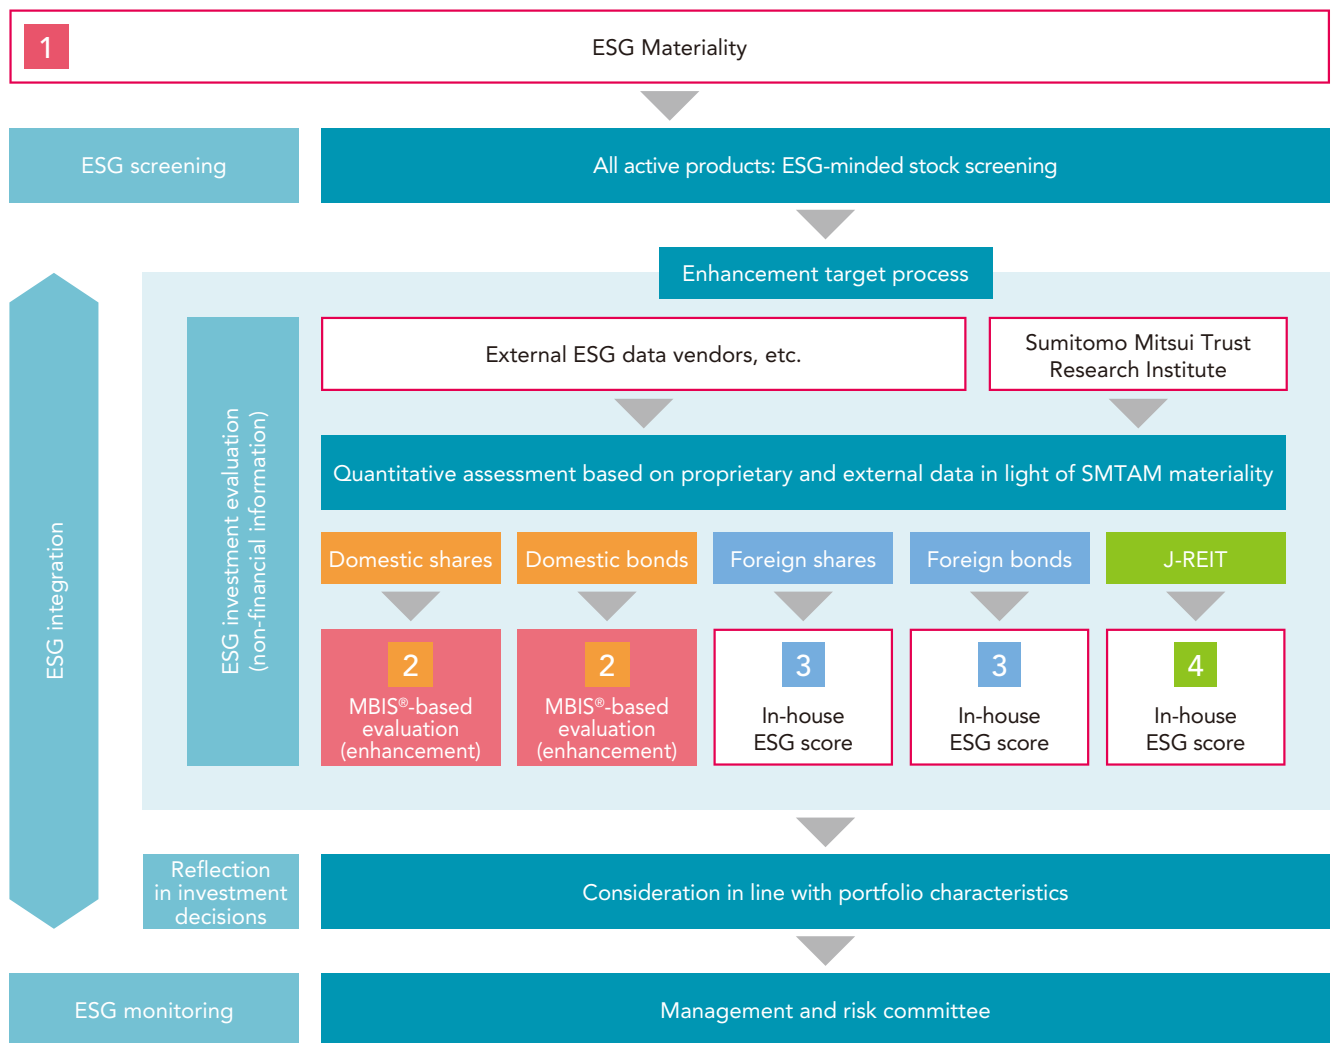 1
ESG Materiality
ESG screening
All active products: ESG-minded stock screening
Enhancement target process
ESG integration
ESG investment evaluation
(non-financial information)
External ESG data vendors, etc.
Sumitomo Mitsui Trust
Research Institute
Quantitative assessment based on proprietary and external data in light of SMTAM materiality
Domestic shares
Domestic bonds
Foreign shares
Foreign bonds
J-REIT
2
MBIS®-based
evaluation
(enhancement)
2
MBIS®-based
evaluation
(enhancement)
3
In-house
ESG score
3
In-house
ESG score
4
In-house
ESG score
Reflection
in investment
decisions
Consideration in line with portfolio characteristics
ESG monitoring
Management and risk committee